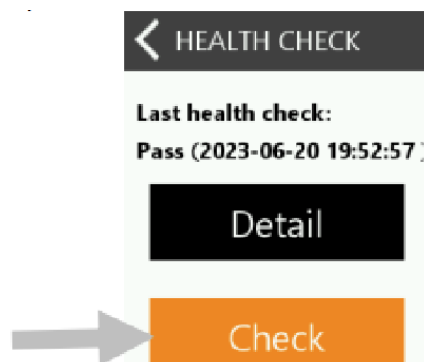 HEALTH CHECK
Last health check:
Pass (2023-06-20 19:52:57 )
Detail
Check